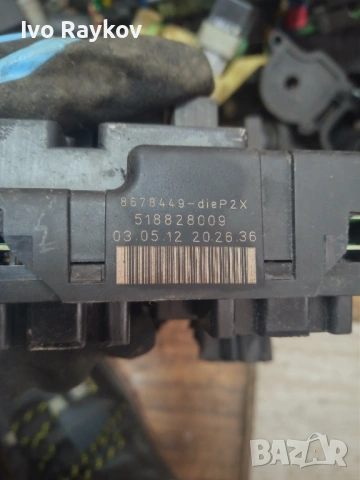 Ivo Raykov
8678449-dieP2X
518828009
03.05.12 20:26:36
BAZAR